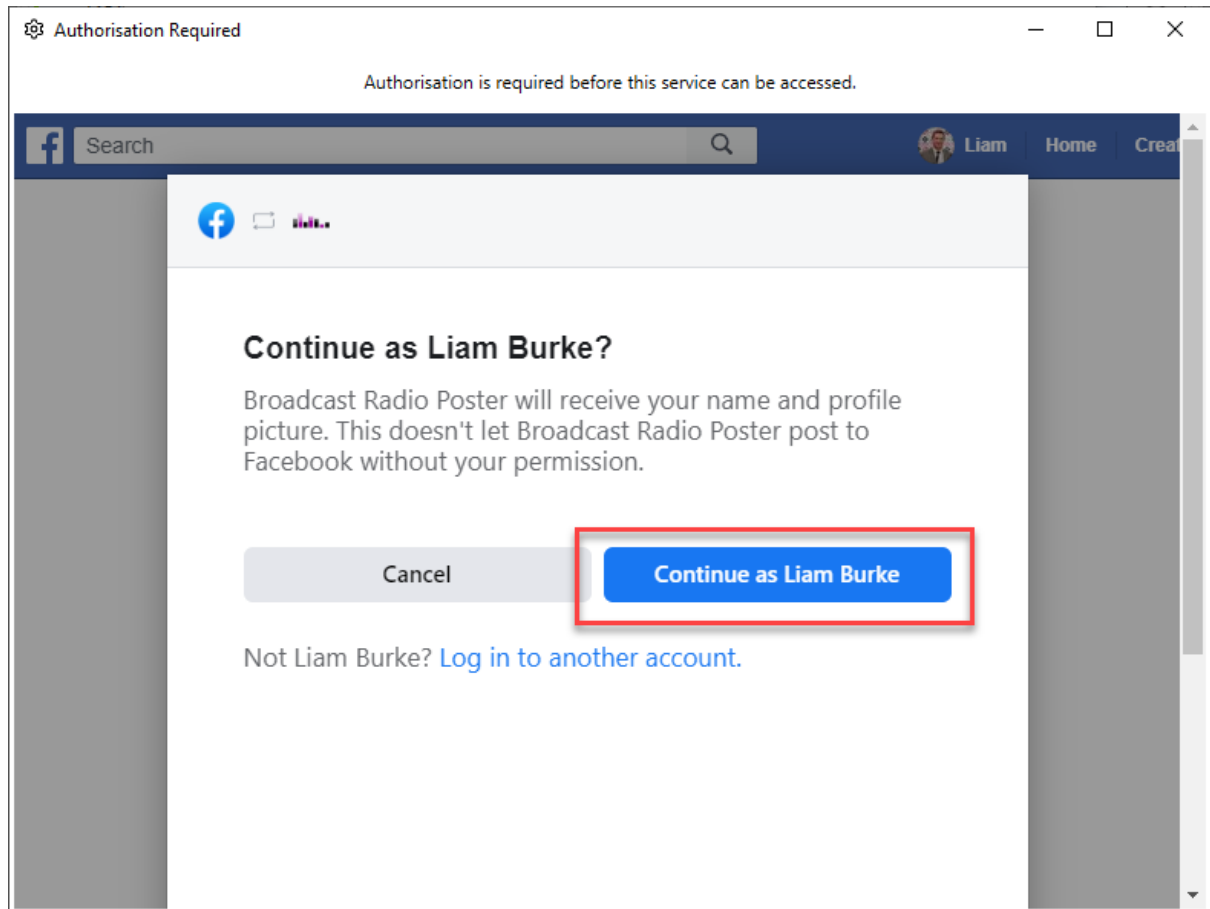 Authorisation Required
Authorisation is required before this service can be accessed.
Search
Liam
Home
Creat
Continue as Liam Burke?
Broadcast Radio Poster will receive your name and profile
picture. This doesn't let Broadcast Radio Poster post to
Facebook without your permission.
Cancel
Continue as Liam Burke
Not Liam Burke? Log in to another account.